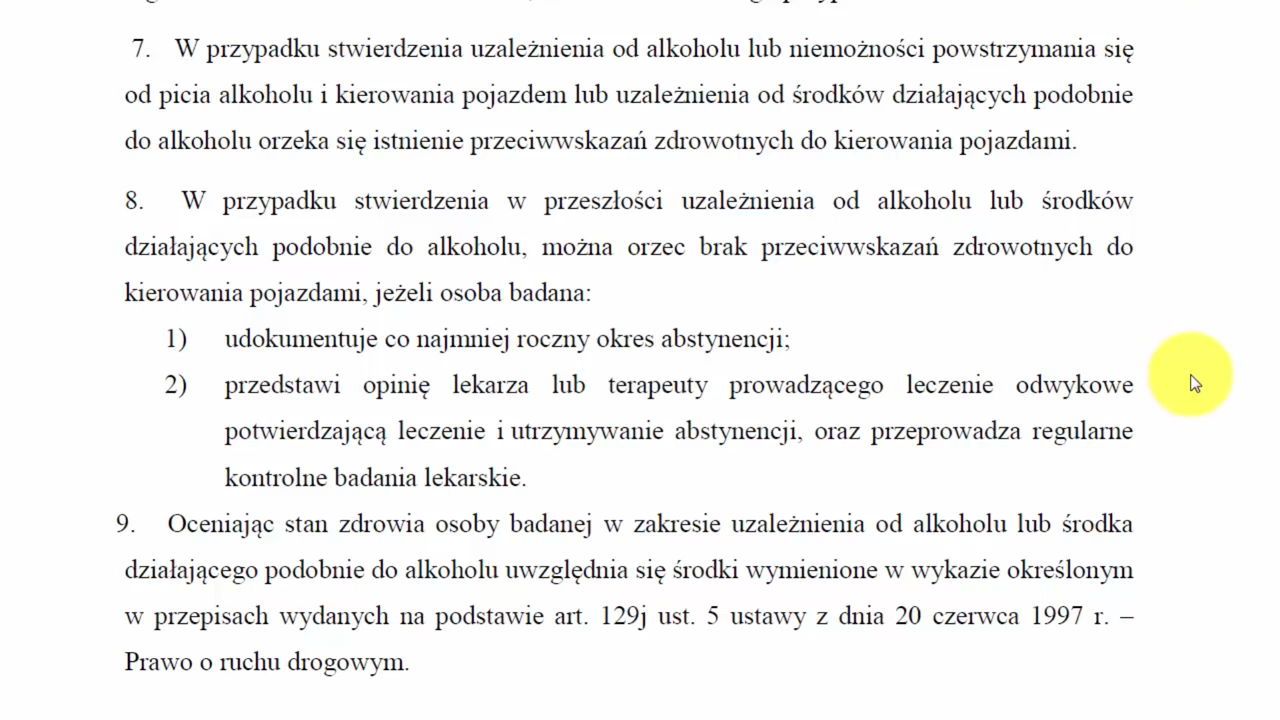 7. W przypadku stwierdzenia uzależnienia od alkoholu lub niemożności powstrzymania się
od picia alkoholu i kierowania pojazdem lub uzależnienia od środków działających podobnie
do alkoholu orzeka się istnienie przeciwwskazań zdrowotnych do kierowania pojazdami.
8. W przypadku stwierdzenia w przeszłości uzależnienia od alkoholu lub środków
działających podobnie do alkoholu, można orzec brak przeciwwskazań zdrowotnych do
kierowania pojazdami, jeżeli osoba badana:
1) udokumentuje co najmniej roczny okres abstynencji;
2) przedstawi opinię lekarza lub terapeuty prowadzącego leczenie odwykowe
potwierdzającą leczenie i utrzymywanie abstynencji, oraz przeprowadza regularne
kontrolne badania lekarskie.
9. Oceniając stan zdrowia osoby badanej w zakresie uzależnienia od alkoholu lub środka
działającego podobnie do alkoholu uwzględnia się środki wymienione w wykazie określonym
w przepisach wydanych na podstawie art. 129j ust. 5 ustawy z dnia 20 czerwca 1997 r. –
Prawo o ruchu drogowym.